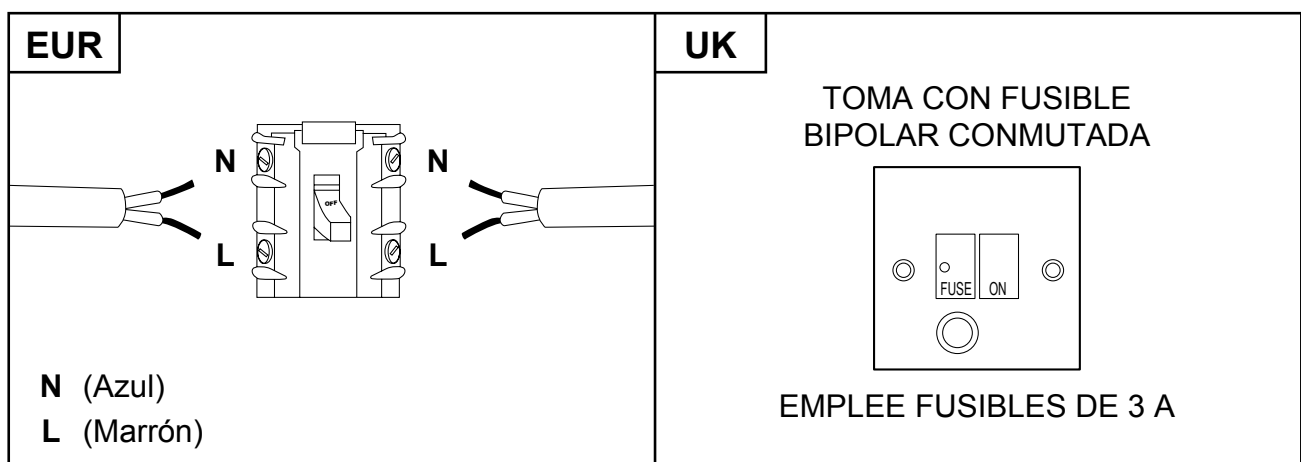 EUR
N
N
OFF
L
L
N (Azul)
L (Marrón)
UK
TOMA CON FUSIBLE
BIPOLAR CONMUTADA
FUSE ON
EMPLEE FUSIBLES DE 3 A